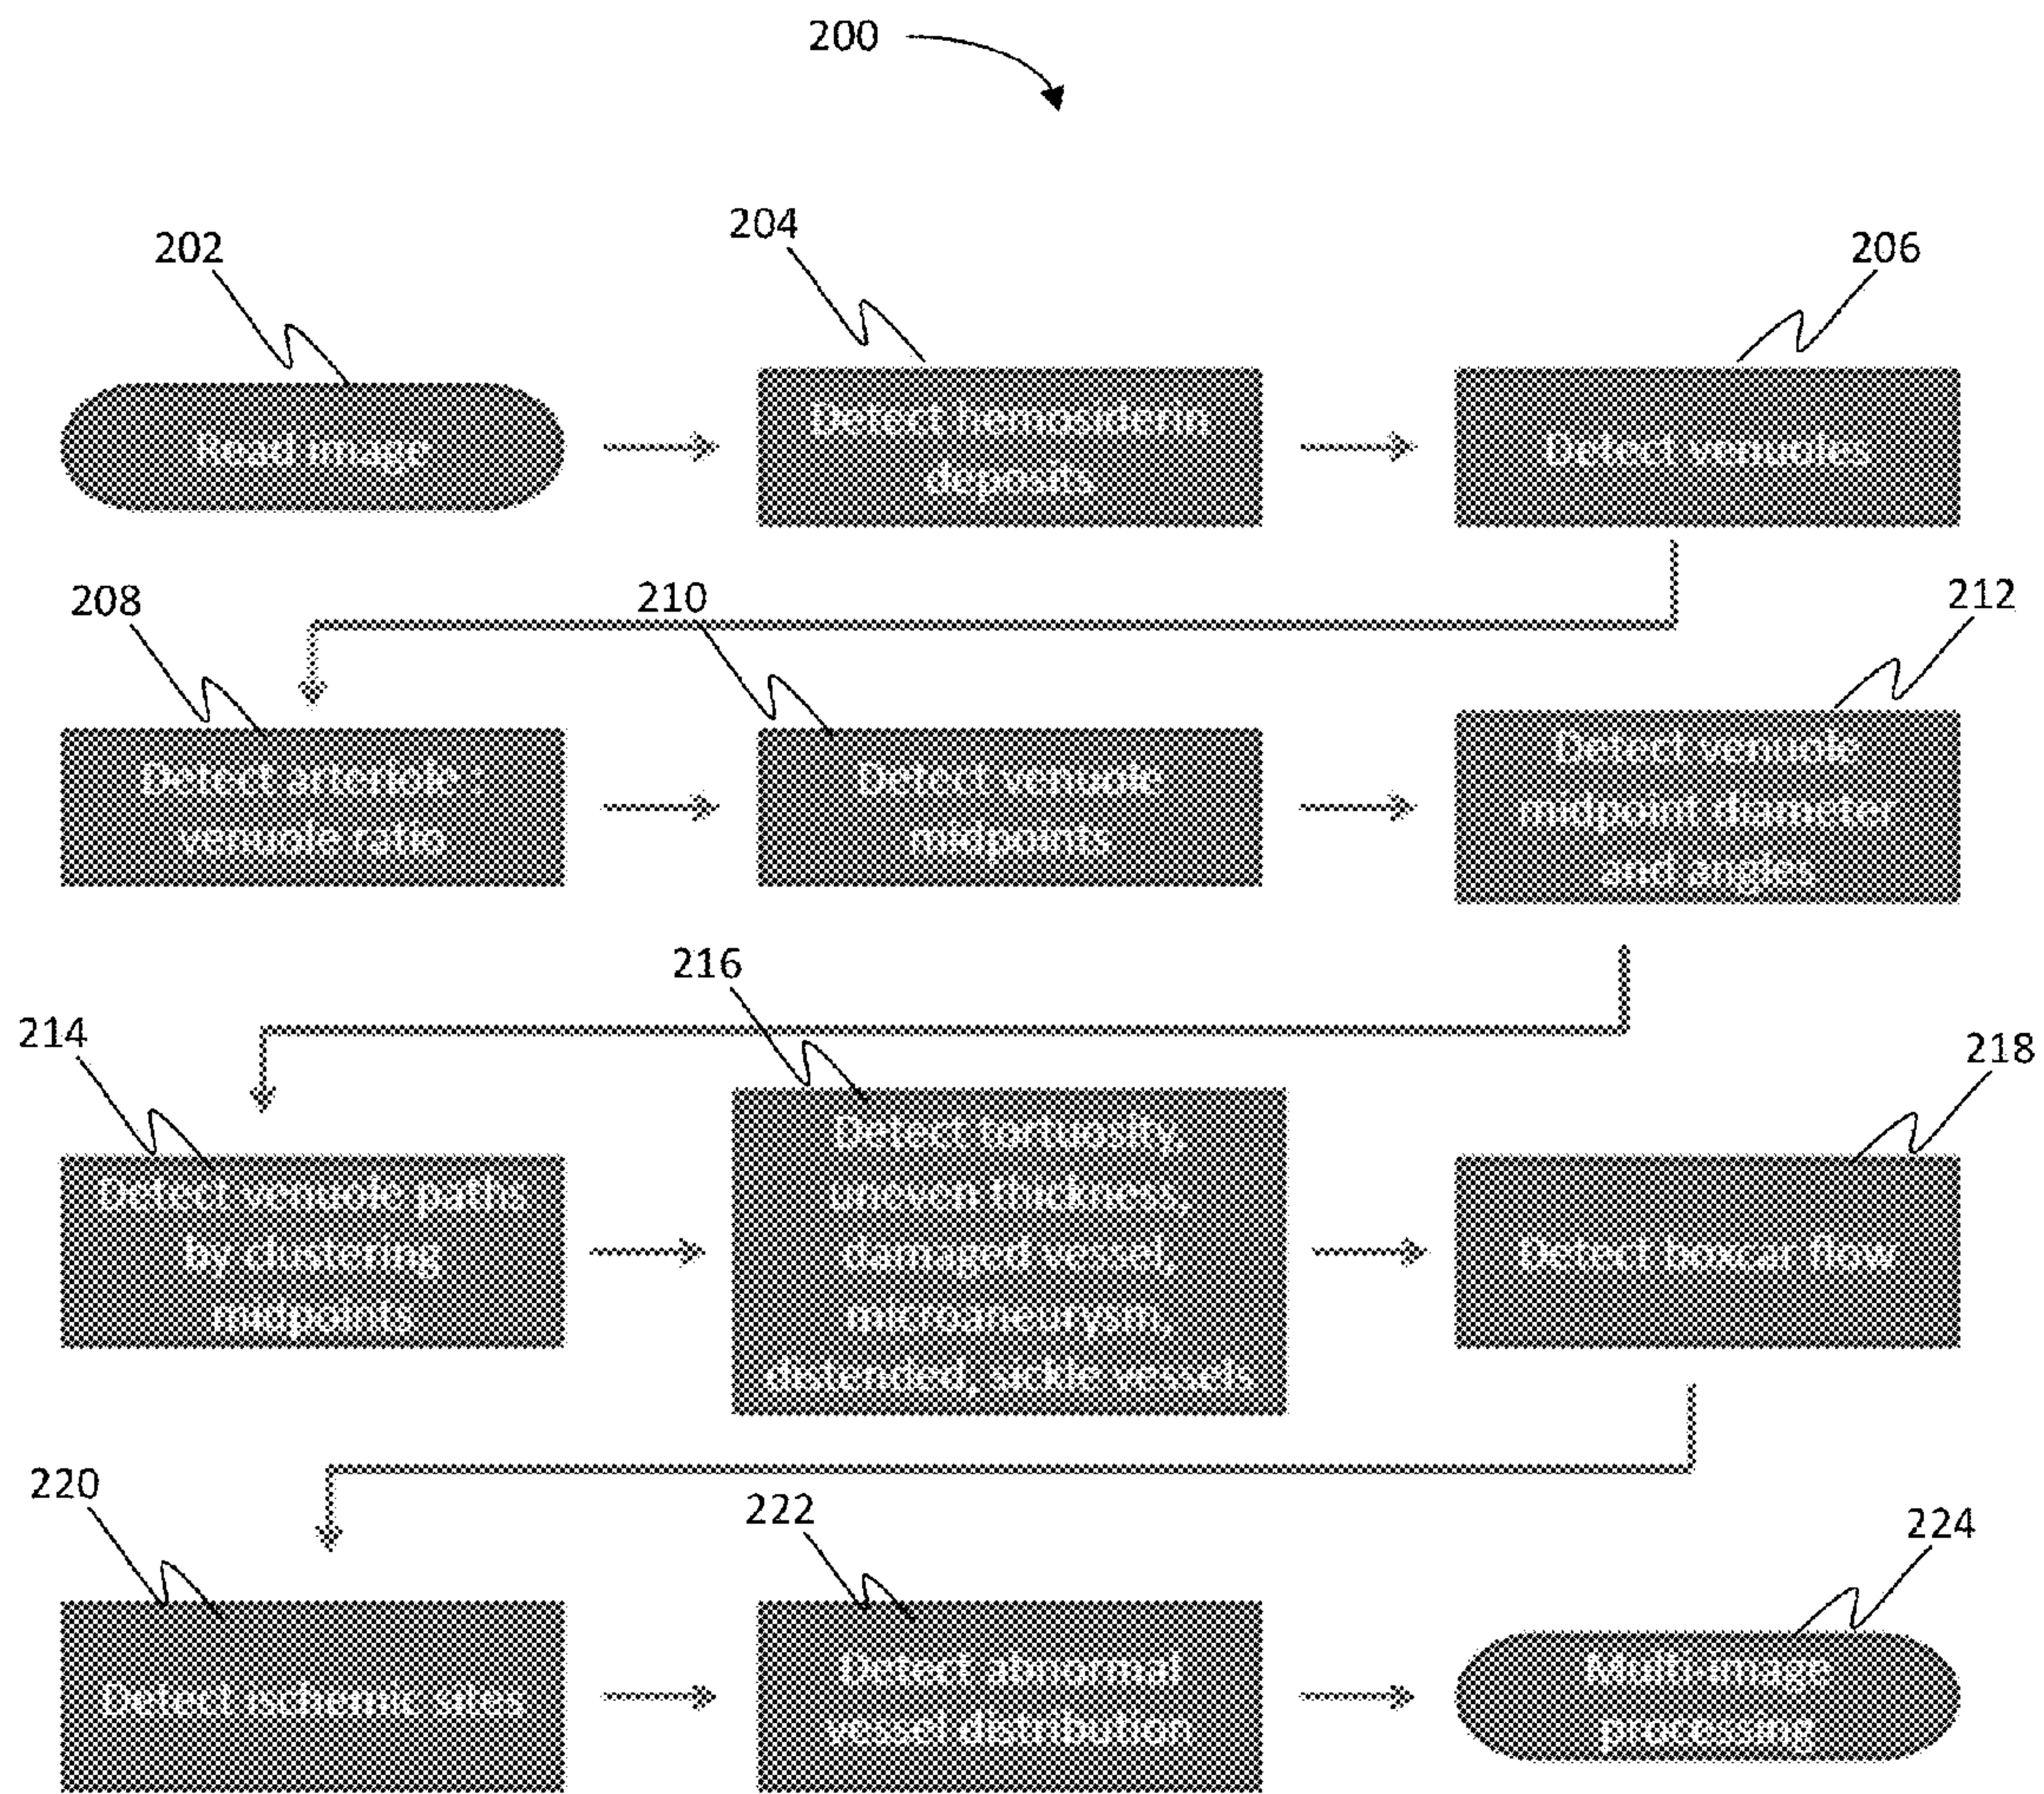 200
202
204
206
Read image
Detect hemosiderin
deposits
Detect venuoles
208
210
212
Detect arteriole
venuole ratio
Detect venuole
midpoints
Detect venuole
midpoint diameter
and angles
214
216
218
Detect venuole paths
by clustering
midpoints
Detect tortuosity,
uneven thickness,
damaged vessel,
microaneurysm,
distended, sickle vessels
Detect boxcar flow
220
222
224
Detect ischemic sites
Detect abnormal
vessel distribution
Multi-image
processing